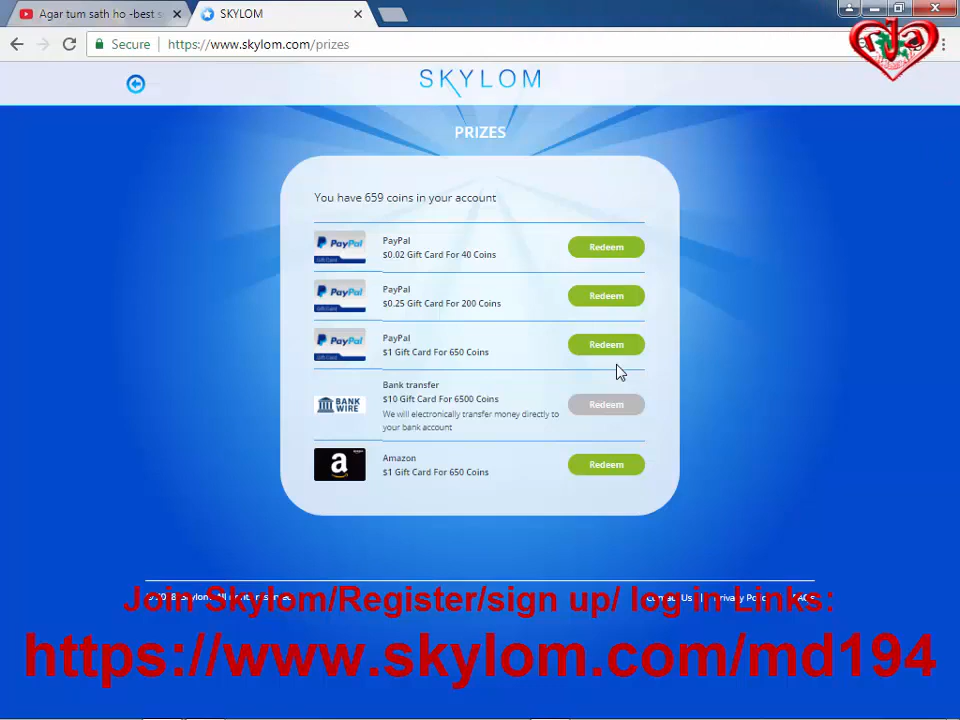 Agar tum sath ho -best s
SKYLOM
Secure https://www.skylom.com/prizes
rja
SKYLOM
PRIZES
You have 659 coins in your account
PayPal
PayPal
$0.02 Gift Card For 40 Coins
Redeem
PayPal
PayPal
$0.25 Gift Card For 200 Coins
Redeem
PayPal
PayPal
$1 Gift Card For 650 Coins
Redeem
BANK WIRE
Bank transfer
$10 Gift Card For 6500 Coins
We will electronically transfer money directly to
your bank account
Redeem
a
Amazon
$1 Gift Card For 650 Coins
Redeem
Join Skylom/Register/sign up/ log in Links:
https://www.skylom.com/md194